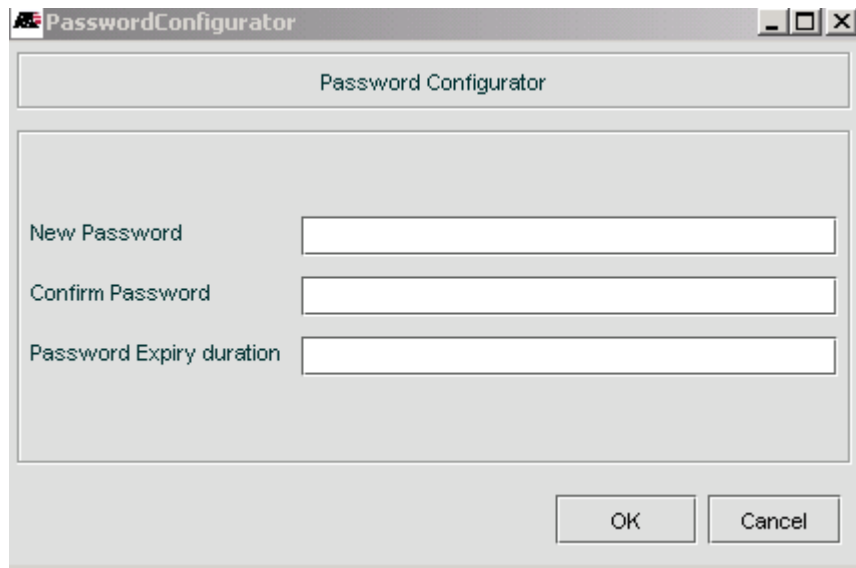 PasswordConfigurator
Password Configurator
New Password
Confirm Password
Password Expiry duration
OK Cancel